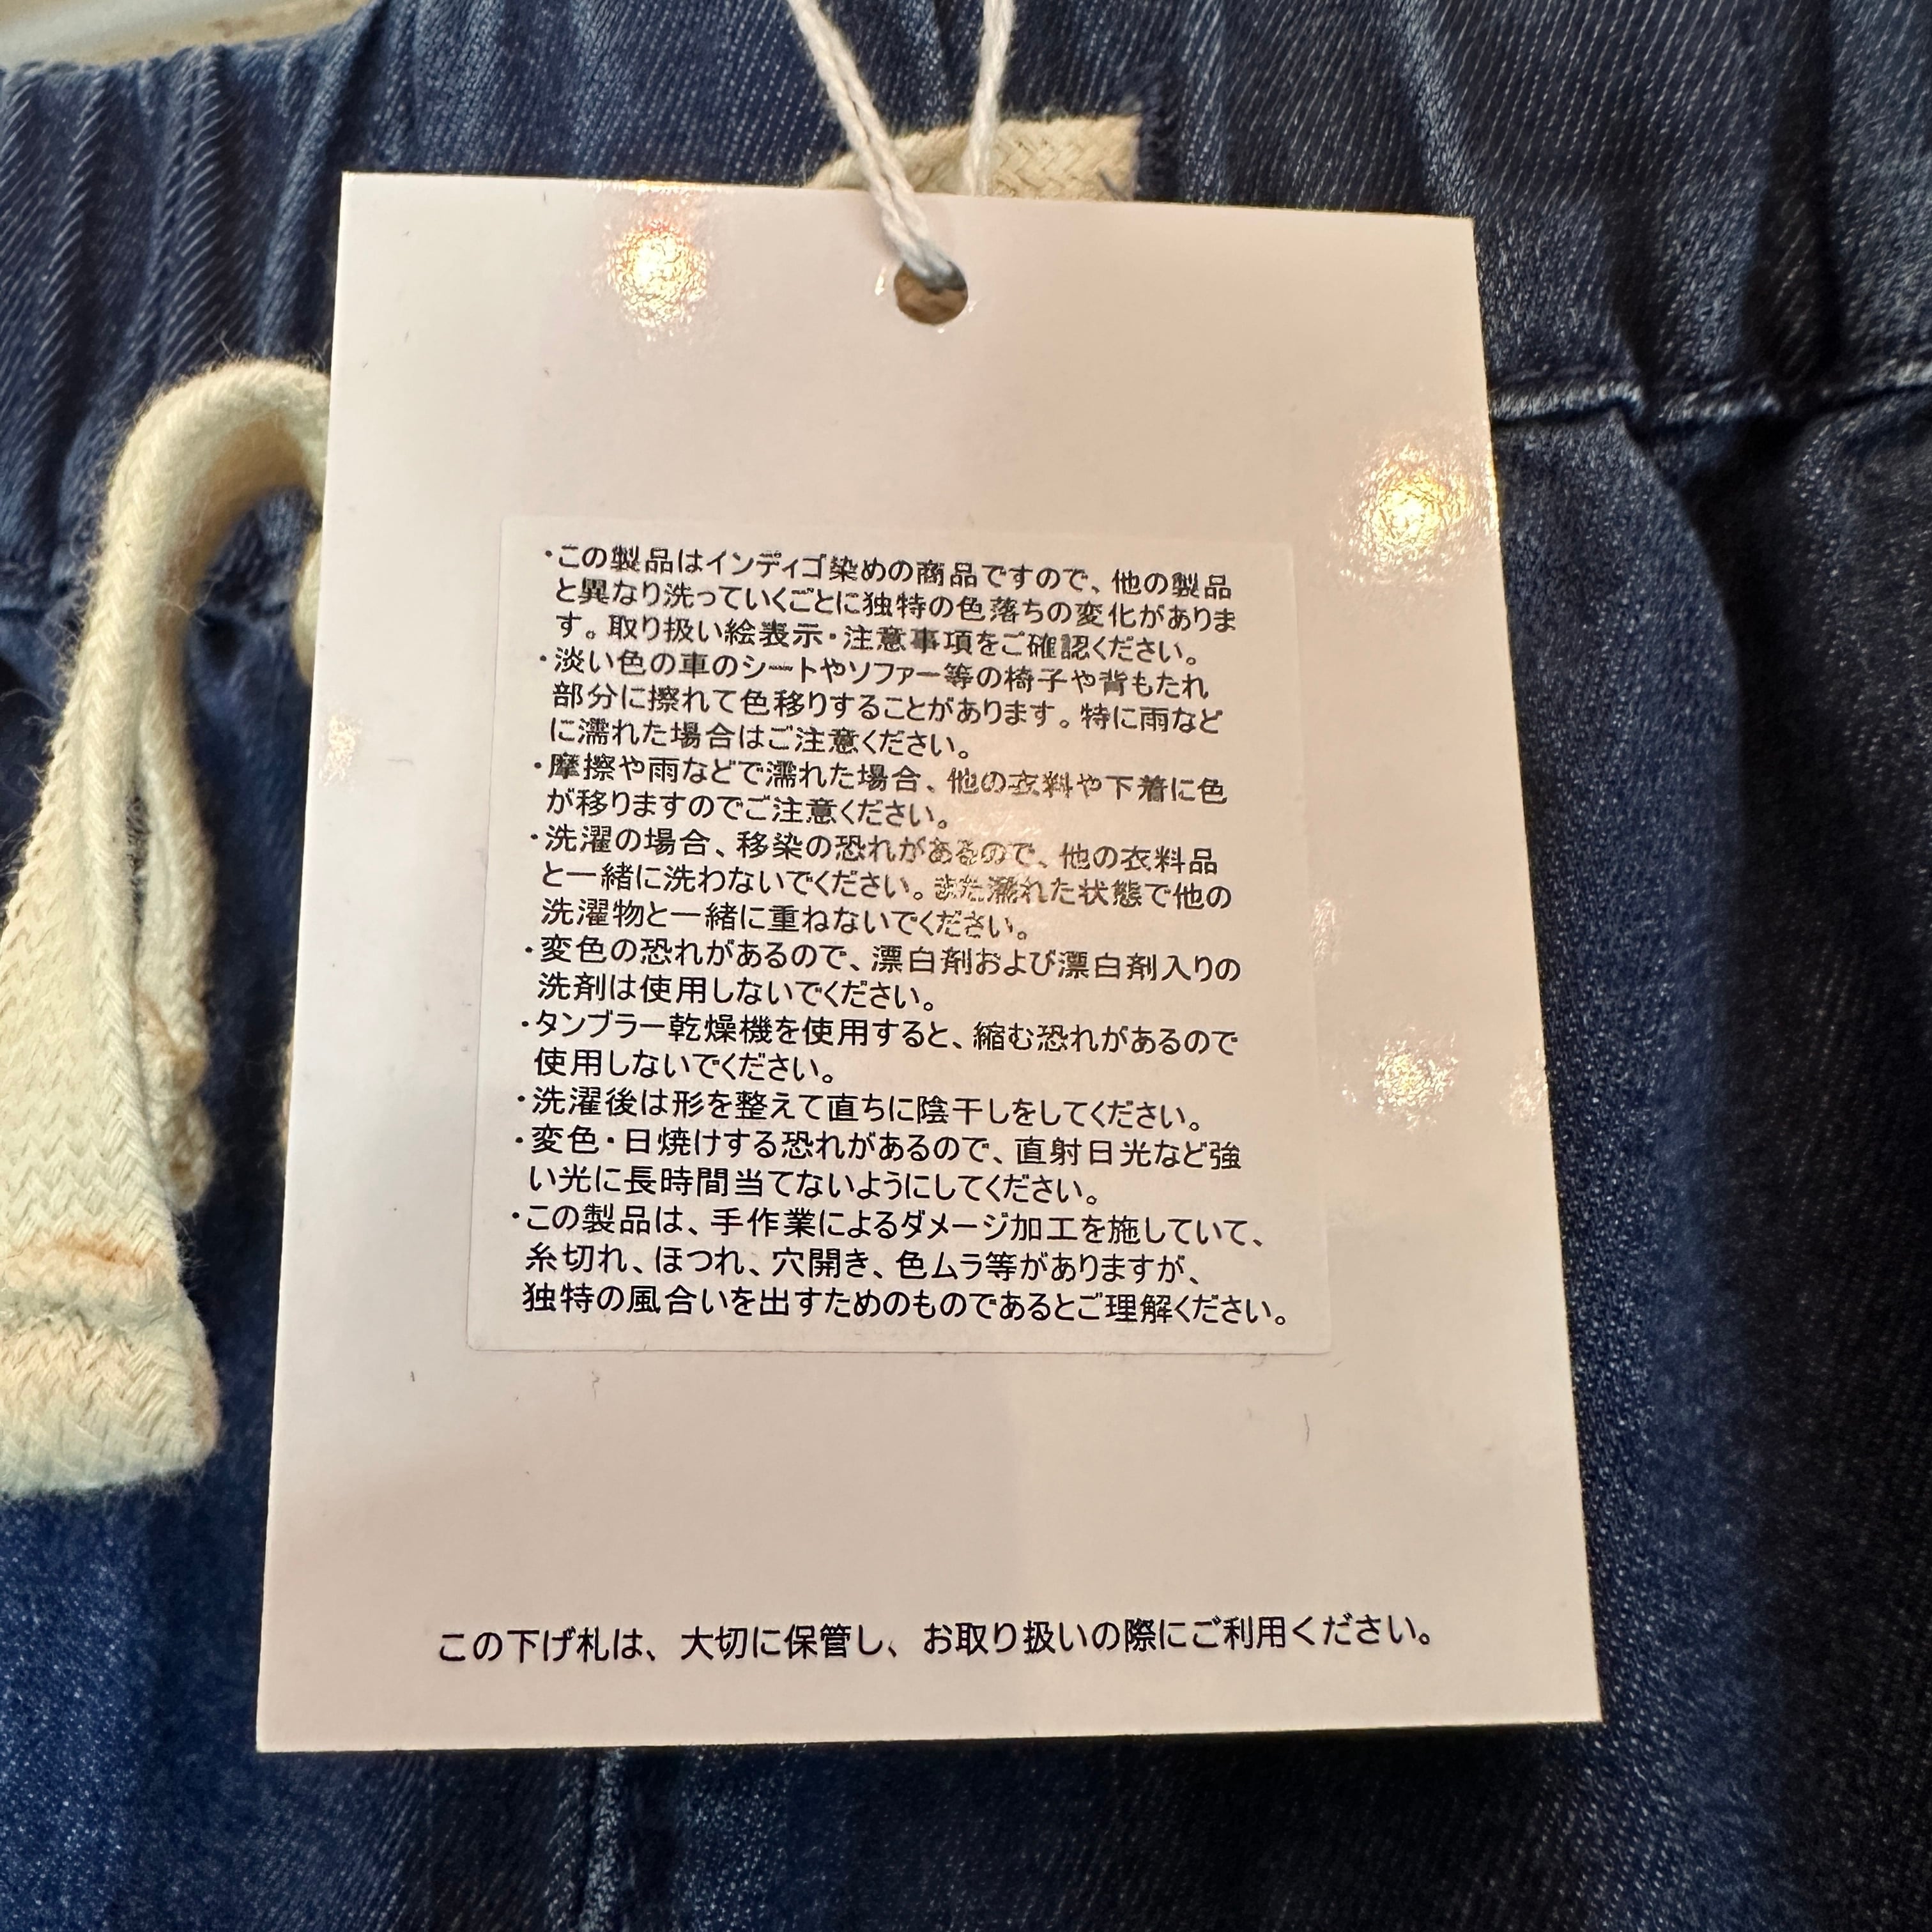 ・この製品はインディゴ染めの商品ですので、他の製品
と異なり洗っていくごとに独特の色落ちの変化がありま
す。取り扱い絵表示・注意事項をご確認ください。
・淡い色の車のシートやソファー等の椅子や背もたれ
部分に擦れて色移りすることがあります。特に雨など
に濡れた場合はご注意ください。
・摩擦や雨などで濡れた場合、他の衣料や下着に色
が移りますのでご注意ください。
・洗濯の場合、移染の恐れがあるので、他の衣料品
と一緒に洗わないでください。また濡れた状態で他の
洗濯物と一緒に重ねないでください。
・変色の恐れがあるので、漂白剤および漂白剤入りの
洗剤は使用しないでください。
・タンブラー乾燥機を使用すると、縮む恐れがあるので
使用しないでください。
・洗濯後は形を整えて直ちに陰干しをしてください。
・変色・日焼けする恐れがあるので、直射日光など強
い光に長時間当てないようにしてください。
・この製品は、手作業によるダメージ加工を施していて、
糸切れ、ほつれ、穴開き、色ムラ等がありますが、
独特の風合いを出すためのものであるとご理解ください。
この下げ札は、大切に保管し、お取り扱いの際にご利用ください。